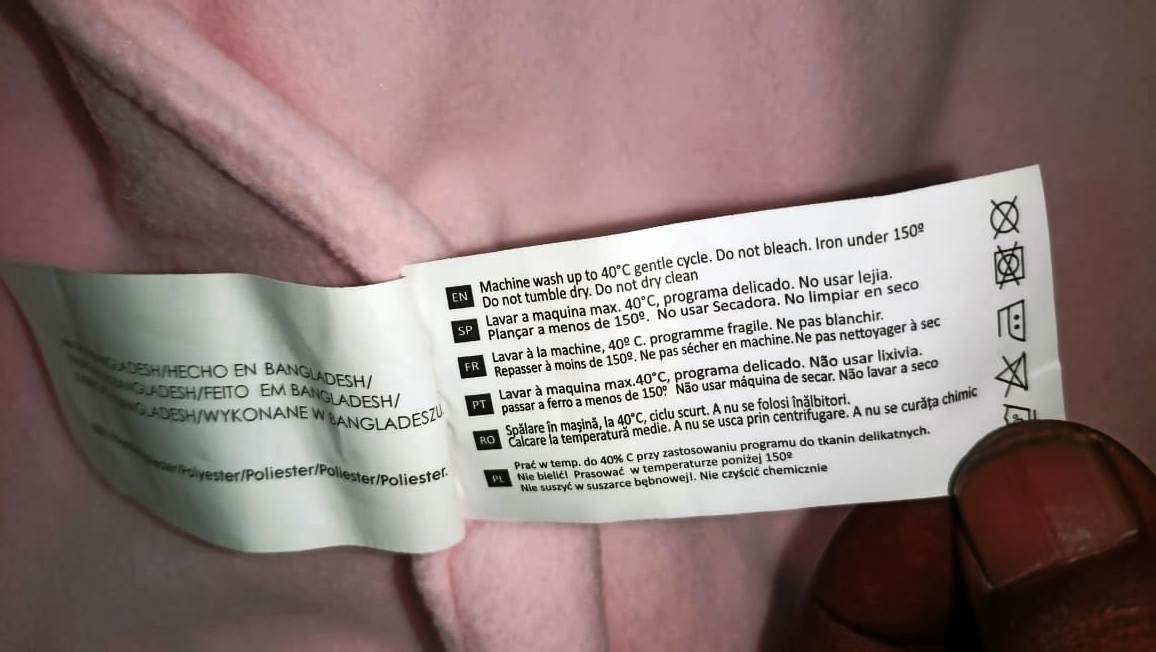 BANGLADESH/HECHO EN BANGLADESH/
BANGLADESH/FEITO EM BANGLADESH/
BANGLADESH/WYKONANE W BANGLADESZU.
Polyester/Poliester/Poliester/Poliester.
EN Machine wash up to 40°C gentle cycle. Do not bleach. Iron under 150º
Do not tumble dry. Do not dry clean
SP Lavar a maquina max. 40°C, programa delicado. No usar lejia.
Plançar a menos de 150º. No usar Secadora. No limpiar en seco
FR Lavar à la machine, 40º C. programme fragile. Ne pas blanchir.
Repasser à moins de 150º. Ne pas sécher en machine.Ne pas nettoyager à sec
PT Lavar à maquina max.40°C, programa delicado. Não usar lixivia.
passar a ferro a menos de 150º Não usar máquina de secar. Não lavar a seco
RO Spălare în mașină, la 40°C, ciclu scurt. A nu se folosi înălbitori.
Călcare la temperatură medie. A nu se usca prin centrifugare. A nu se curăța chimic
PL Prać w temp. do 40% C przy zastosowaniu programu do tkanin delikatnych.
Nie bielić! Prasować w temperaturze poniżej 150º
Nie suszyć w suszarce bębnowej!. Nie czyścić chemicznie